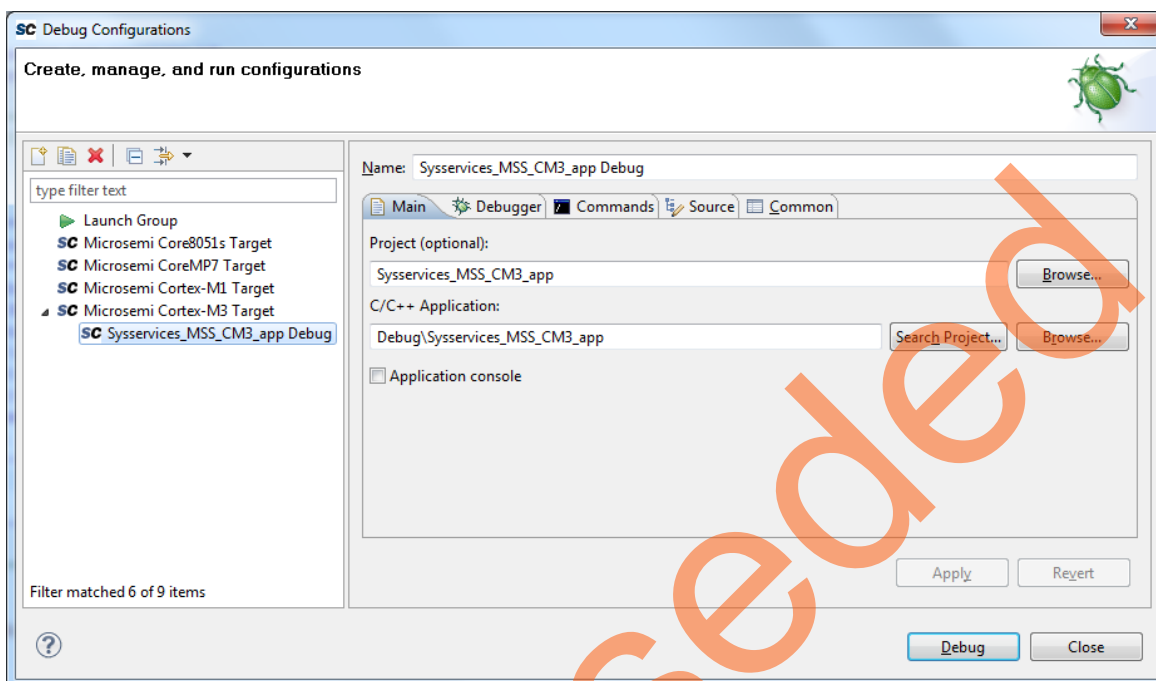 SC Debug Configurations
Create, manage, and run configurations
type filter text
Launch Group
SC Microsemi Core8051s Target
SC Microsemi CoreMP7 Target
SC Microsemi Cortex-M1 Target
SC Microsemi Cortex-M3 Target
SC Sysservices_MSS_CM3_app Debug
Filter matched 6 of 9 items
Name: Sysservices_MSS_CM3_app Debug
Main Debugger Commands Source Common
Project (optional):
Sysservices_MSS_CM3_app Browse...
C/C++ Application:
Debug\Sysservices_MSS_CM3_app Search Project... Browse...
Application console
Apply Revert
Debug Close
seded